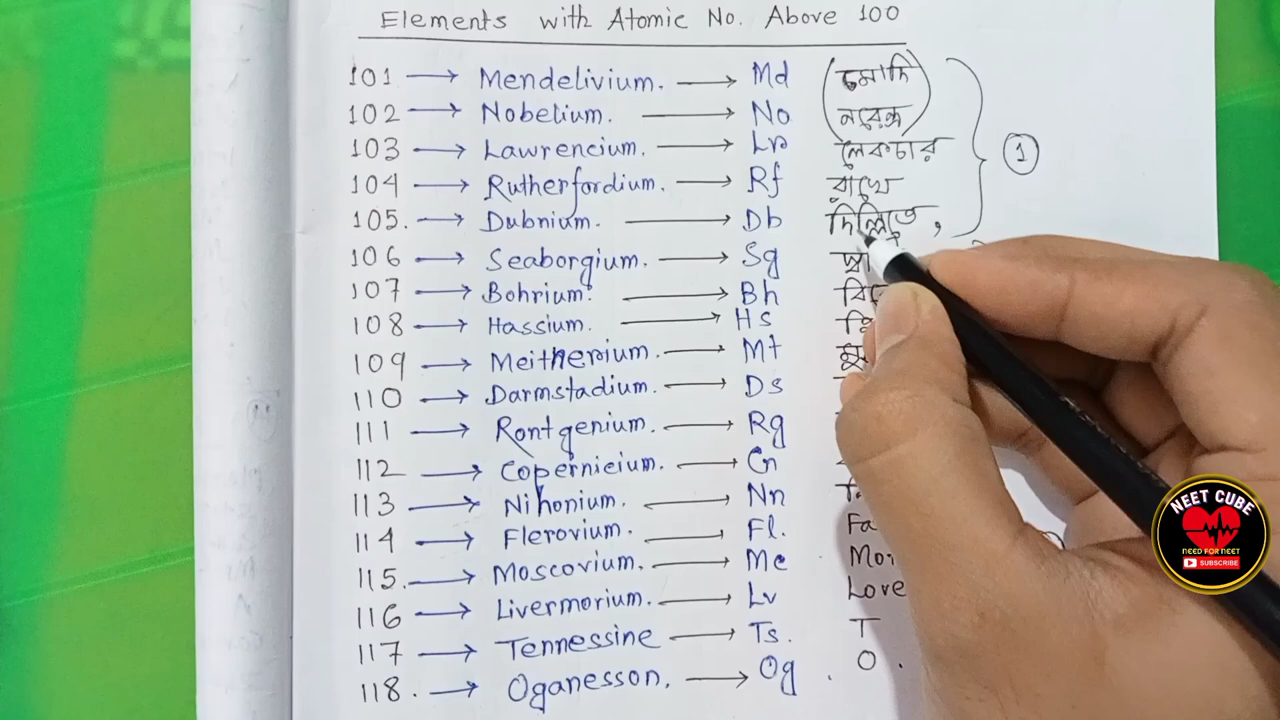 Elements with Atomic No. Above 100
101 → Mendelivium. → Md (মোদি
102 → Nobelium. → No নরেন্দ্র)
103 → Lawrencium. → Lr লেকচার
104 → Rutherfordium. → Rf রাখে
105. → Dubnium. → Db দিল্লিতে,
1
106 → Seaborgium. → Sg
107 → Bohrium. → Bh
108 → Hassium. → Hs
109 → Meitnerium. → Mt
110 → Darmstadium. → Ds
111 → Rontgenium. → Rg
112 → Copernicium. → Cn
113 → Nihonium. → Nn
114 → Flerovium. → Fl. Fa
115. → Moscovium. → Mc . Mor
116 → Livermorium. → Lv Love
117 → Tennessine → Ts. T
118. → Oganesson. → Og . O .
NEET CUBE
NEED FOR NEET
SUBSCRIBE